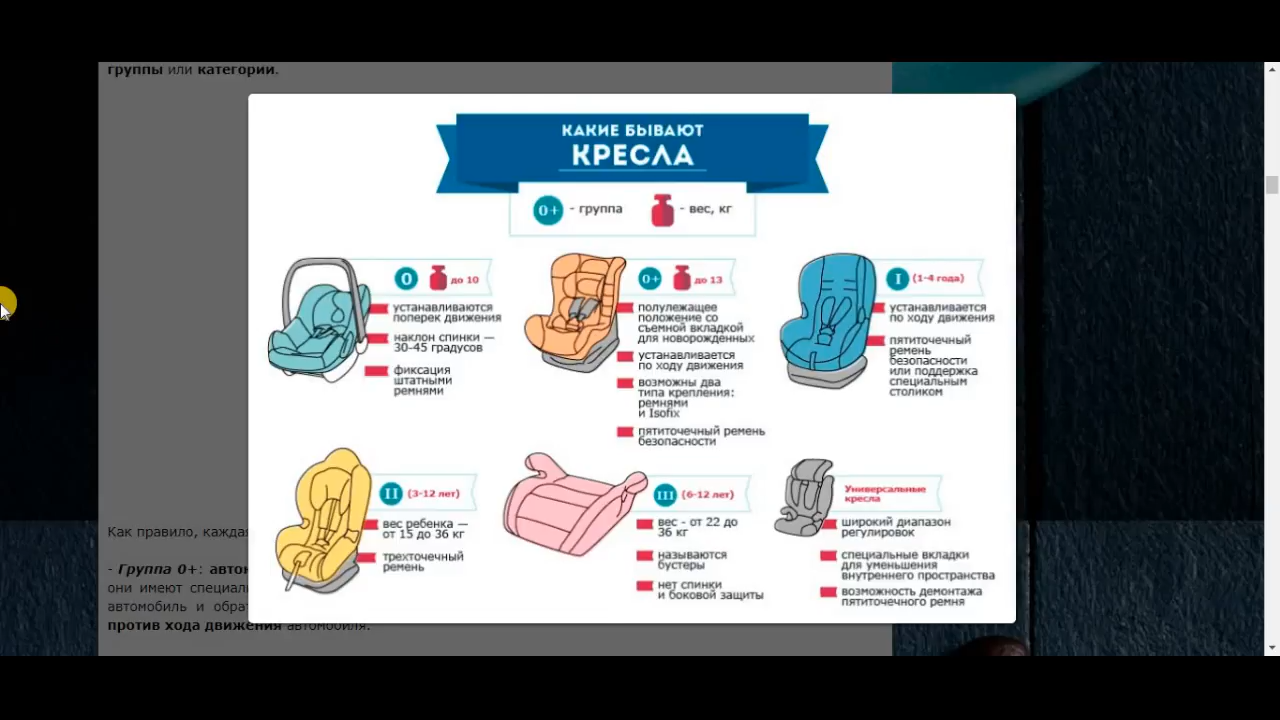 группы или категории.
КАКИЕ БЫВАЮТ
КРЕСЛА
0+ - группа - вес, кг
0 до 10
устанавливаются
поперек движения
наклон спинки —
30-45 градусов
фиксация
штатными
ремнями
0+ до 13
полулежащее
положение со
съемной вкладкой
для новорожденных
устанавливается
по ходу движения
возможны два
типа крепления:
ремнями
и Isofix
пятиточечный ремень
безопасности
I (1-4 года)
устанавливается
по ходу движения
пятиточечный
ремень
безопасности
или поддержка
специальным
столиком
II (3-12 лет)
вес ребенка —
от 15 до 36 кг
трехточечный
ремень
III (6-12 лет)
вес - от 22 до
36 кг
называются
бустеры
нет спинки
и боковой защиты
Универсальные
кресла
широкий диапазон
регулировок
специальные вкладки
для уменьшения
внутреннего пространства
возможность демонтажа
пятиточечного ремня
Как правило,
- Группа 0+:
они имеют
автомобиль и
против хода движения автомобиля.